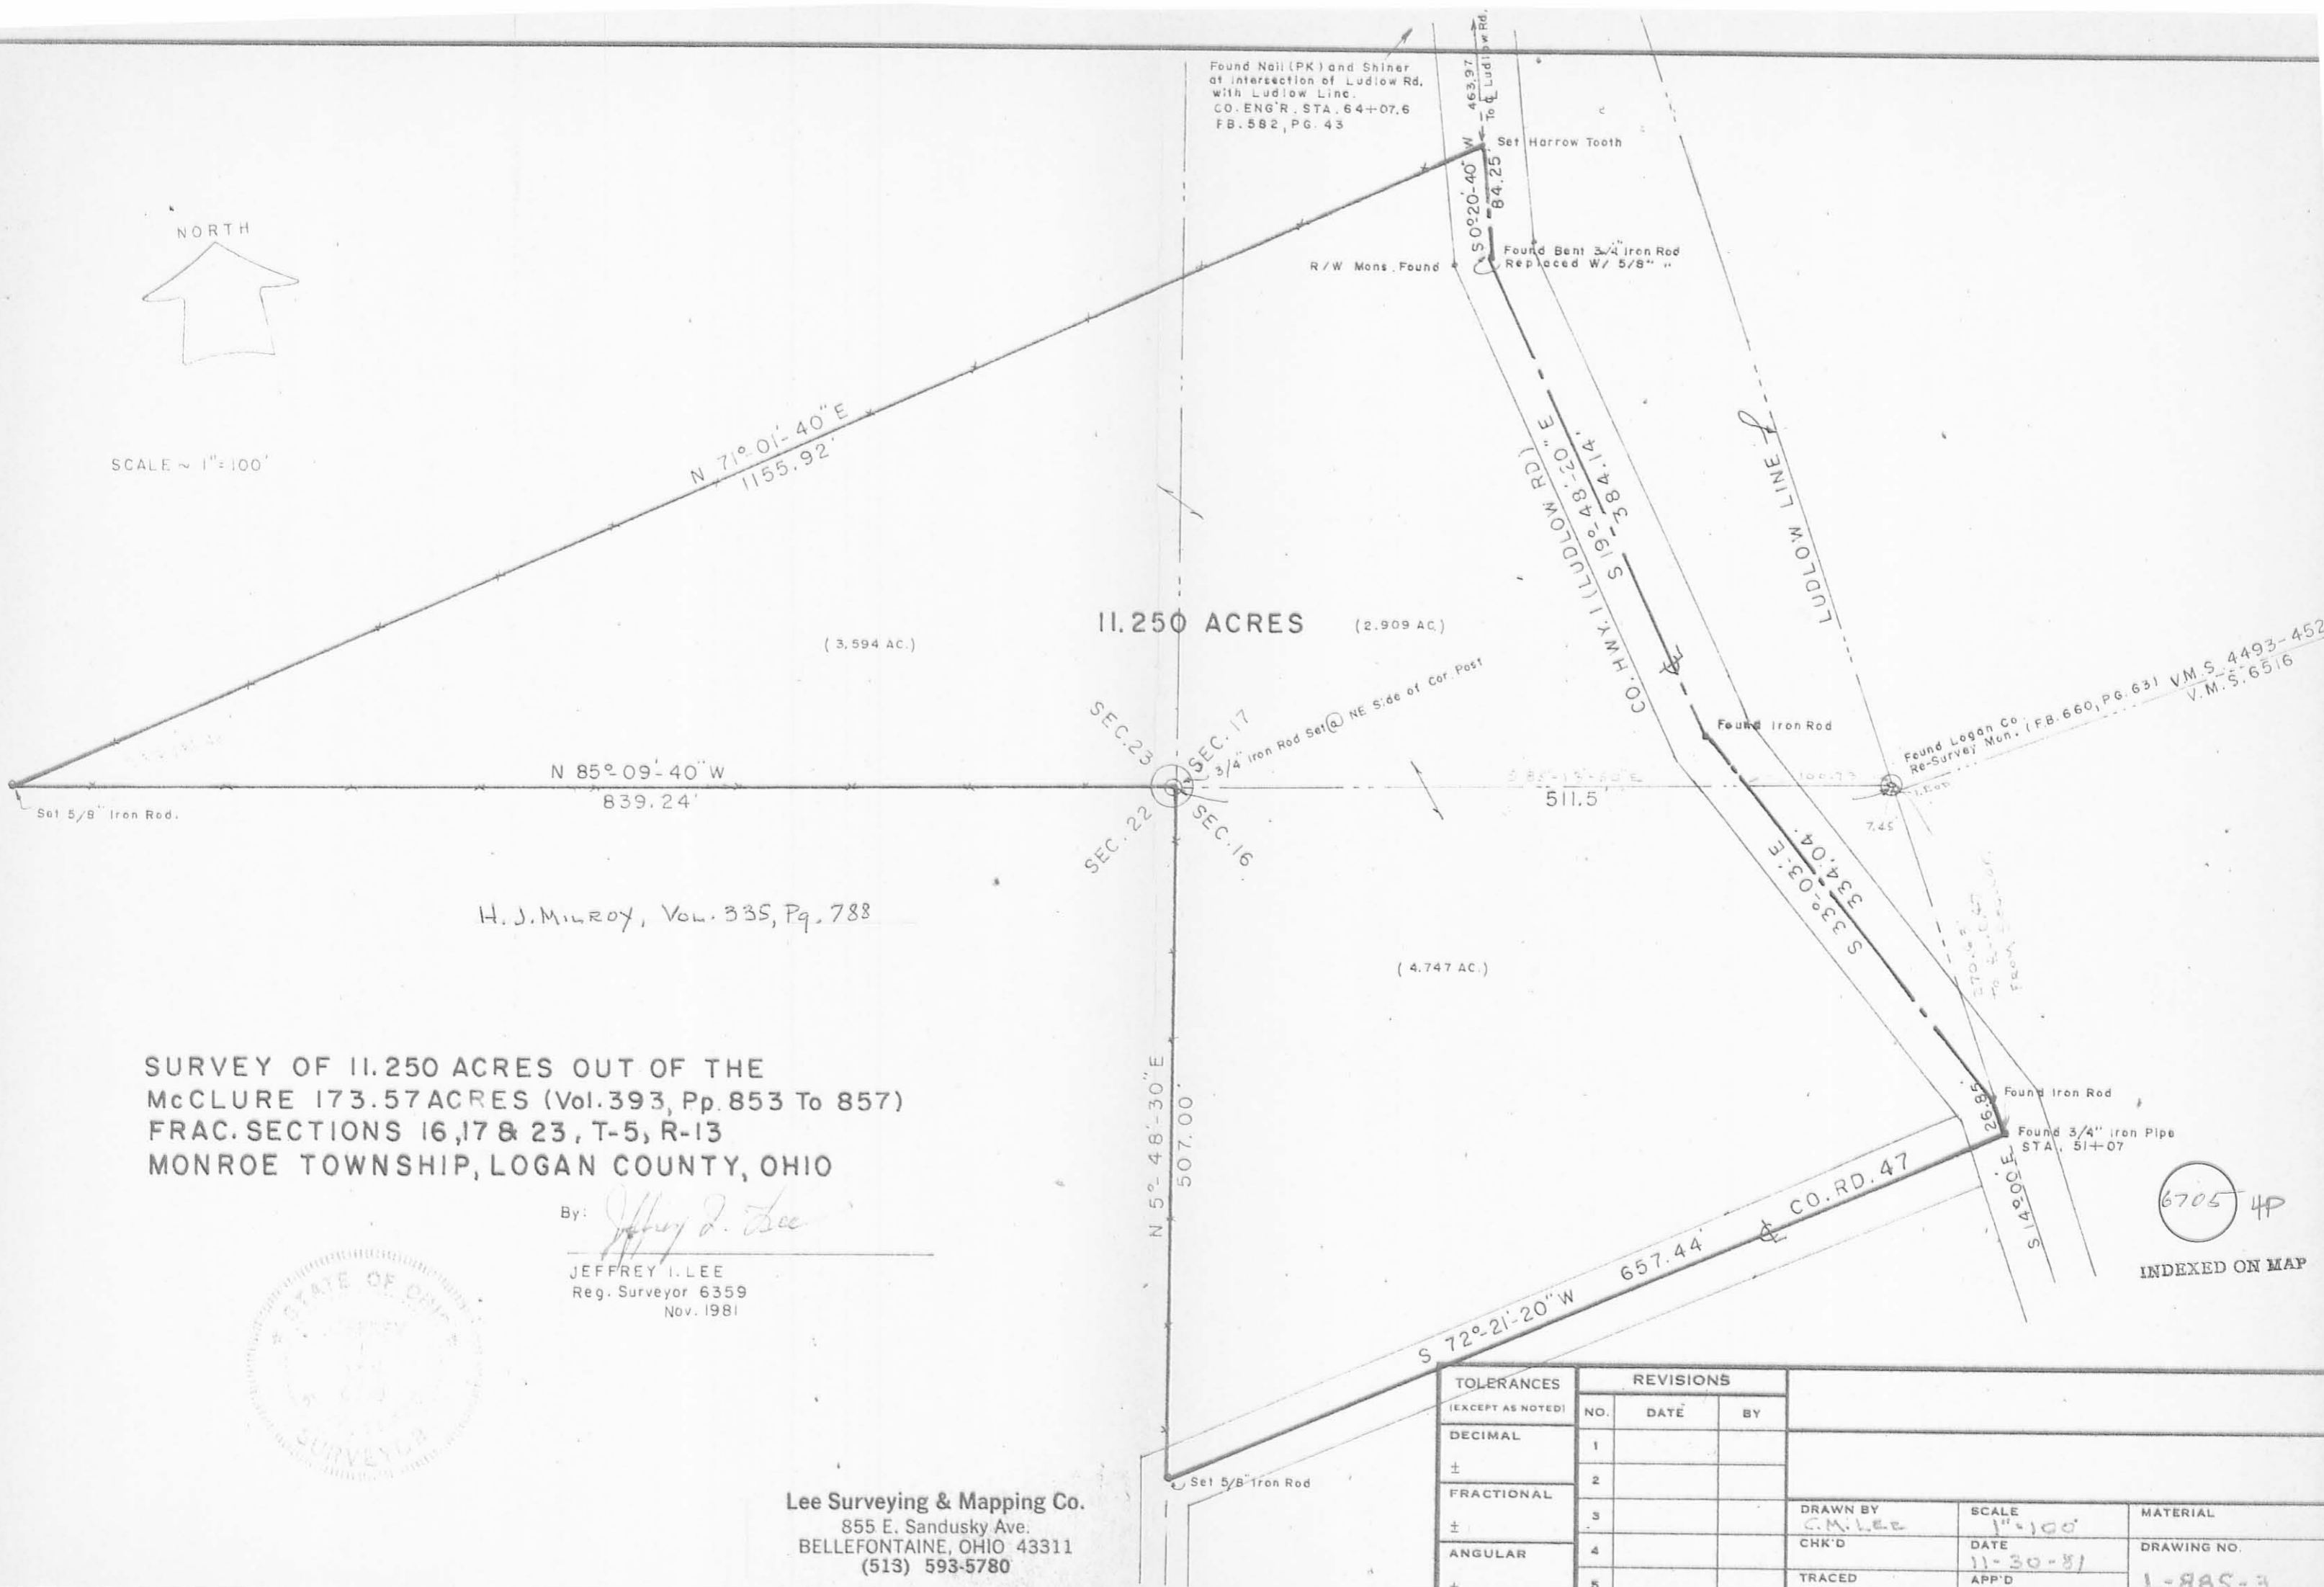 Found Nail (PK) and Shiner
at Intersection of Ludlow Rd.
with Ludlow Line.
CO. ENG'R. STA. 64+07.6
FB. 582, PG. 43
463.97
To ℄ Ludlow Rd.
Set Harrow Tooth
S 0°-20'-40" W
84.25'
R/W Mons. Found
Found Bent 3/4" Iron Rod
Replaced W/ 5/8" "
NORTH
SCALE ~ 1"=100'
N 71°-01'-40" E
1155.92'
S 19°-48'-20" E
384.14'
CO. HWY. 1 (LUDLOW RD)
LUDLOW LINE
11.250 ACRES
(2.909 AC.)
(3.594 AC.)
SEC. 23
SEC. 17
3/4" Iron Rod Set @ NE Side of Cor. Post
SEC. 22
SEC. 16
Found Iron Rod
Found Logan Co.
Re-Survey Mon. (F.B. 660, PG. 63)
V.M.S. 4493-452
V.M.S. 6516
N 85°-09'-40" W
839.24'
Set 5/8" Iron Rod.
511.5'
100.73
7.45'
H. J. MILROY, VOL. 335, Pg. 788
S 33°-03' E
334.04'
(4.747 AC.)
SURVEY OF 11.250 ACRES OUT OF THE
McCLURE 173.57 ACRES (Vol. 393, Pp. 853 To 857)
FRAC. SECTIONS 16, 17 & 23, T-5, R-13
MONROE TOWNSHIP, LOGAN COUNTY, OHIO
N 5°-48'-30" E
507.00'
26.85'
Found Iron Rod
Found 3/4" Iron Pipe
STA. 51+07
S 14°-00' E
CO. RD. 47
657.44'
S 72°-21'-20" W
6705 4P
INDEXED ON MAP
By: Jeffrey I. Lee
JEFFREY I. LEE
Reg. Surveyor 6359
Nov. 1981
STATE OF OHIO
SURVEYOR
Set 5/8" Iron Rod
Lee Surveying & Mapping Co.
855 E. Sandusky Ave.
BELLEFONTAINE, OHIO 43311
(513) 593-5780
TOLERANCES
(EXCEPT AS NOTED)
DECIMAL
±
FRACTIONAL
±
ANGULAR
±
REVISIONS
NO. DATE BY
1
2
3
4
5
DRAWN BY
C.M. LEE
SCALE
1"=100'
MATERIAL
CHK'D
DATE
11-30-81
DRAWING NO.
TRACED
APP'D